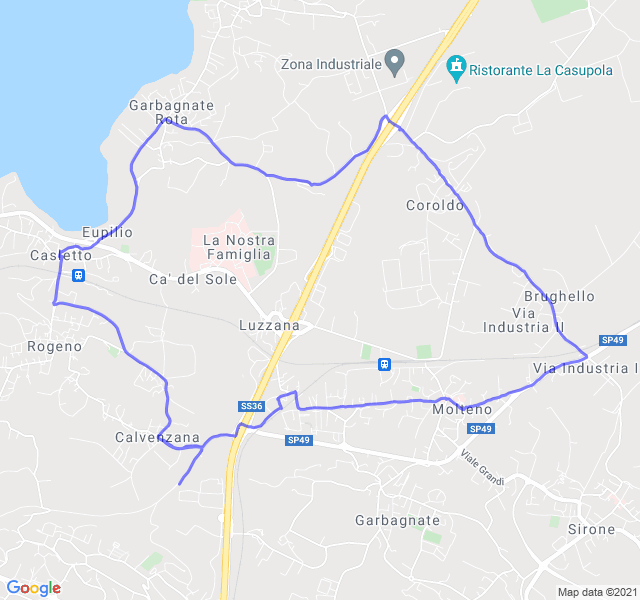 Zona Industriale
Ristorante La Casupola
Garbagnate
Rota
Coroldo
Eupilio
La Nostra
Famiglia
Casletto
Ca' del Sole
Brughello
Via
Industria II
Luzzana
SP49
Rogeno
Via Industria I
SS36
Molteno
Calvenzana
SP49
SP49
Viale Grandi
Garbagnate
Sirone
Google
Map data ©2021